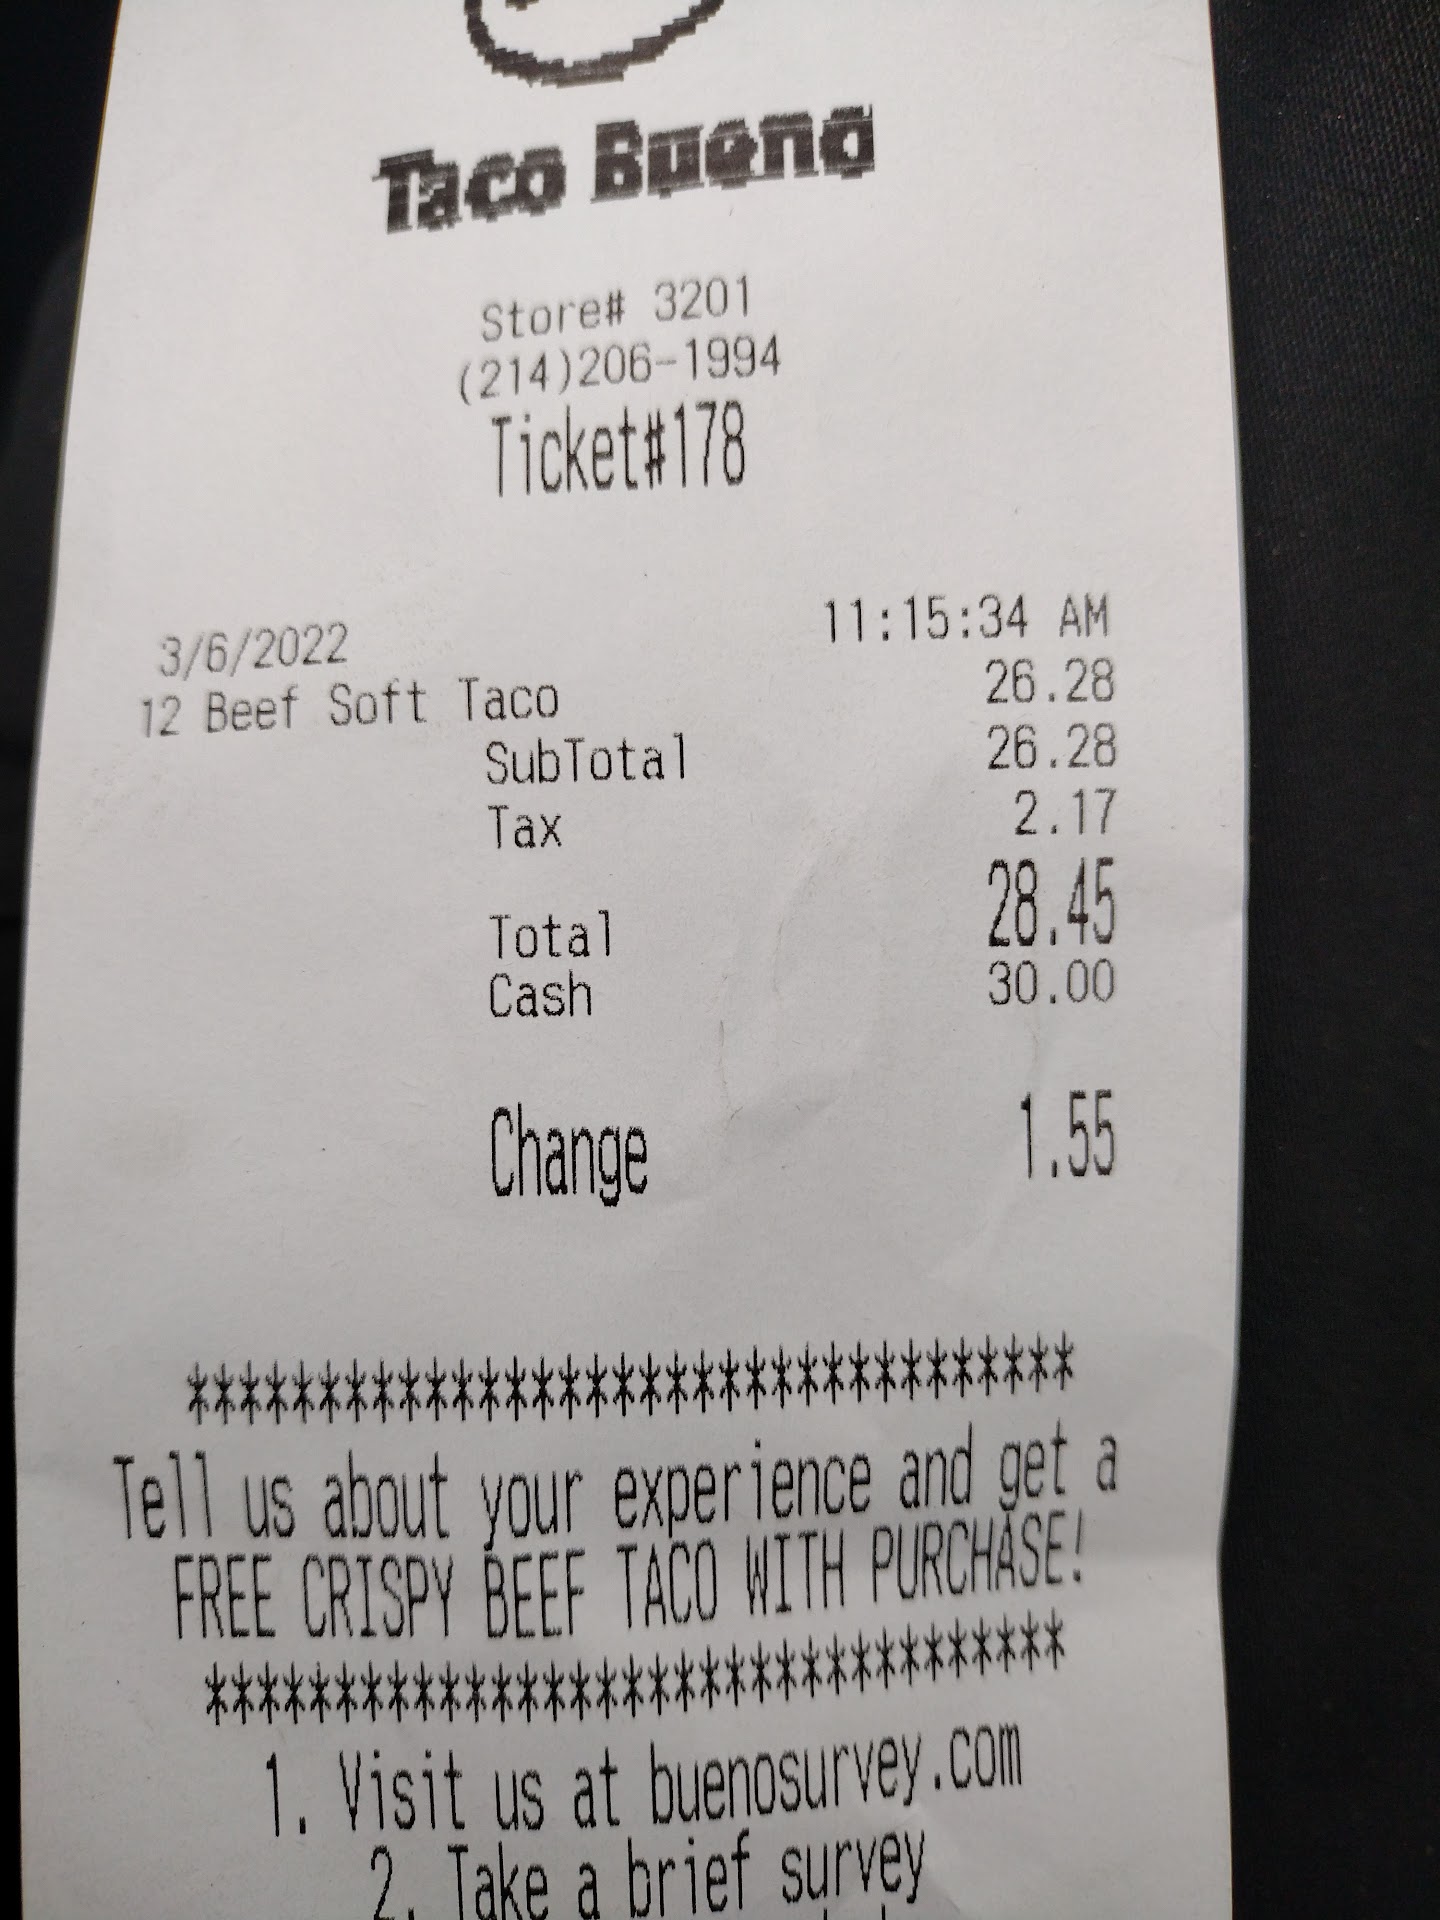 Taco Bueno
Store# 3201
(214)206-1994
Ticket#178
3/6/2022 11:15:34 AM
12 Beef Soft Taco 26.28
SubTotal 26.28
Tax 2.17
Total 28.45
Cash 30.00
Change 1.55
**********************************
Tell us about your experience and get a
FREE CRISPY BEEF TACO WITH PURCHASE!
*********************************
1. Visit us at buenosurvey.com
2. Take a brief survey